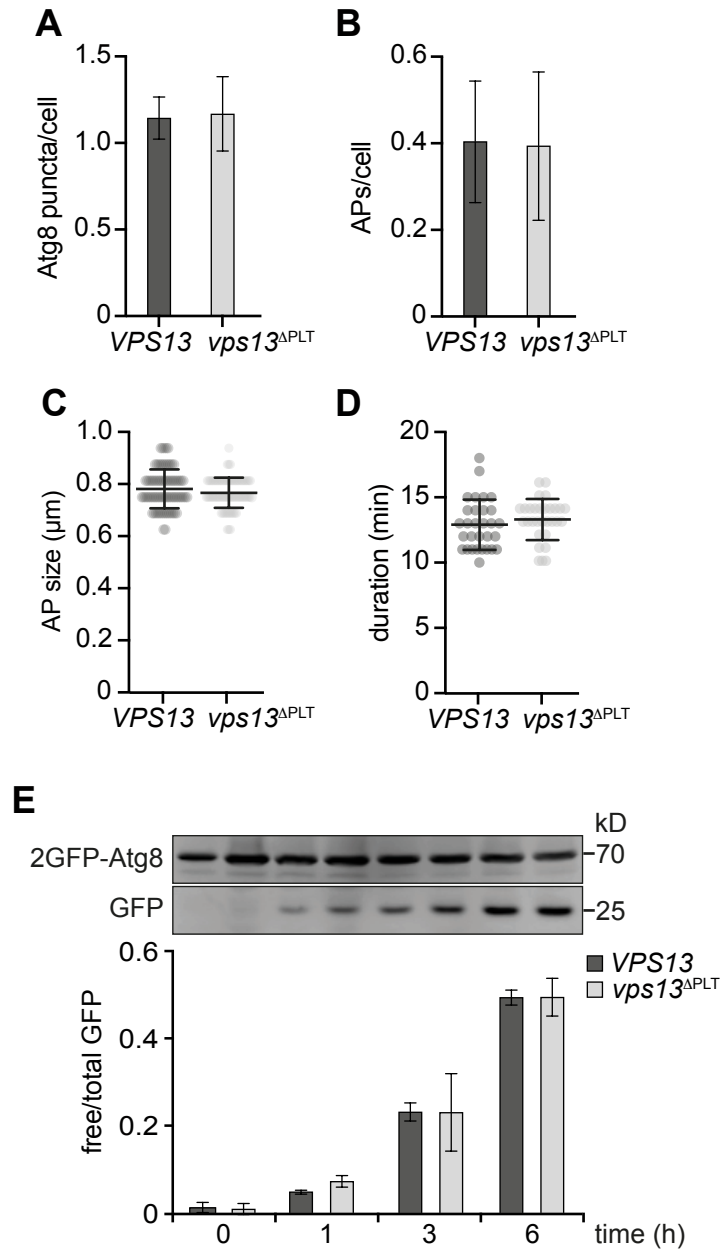 A
Atg8 puncta/cell
1.5
1.0
0.5
0
VPS13 vps13ΔPLT
B
APs/cell
0.6
0.4
0.2
0
VPS13 vps13ΔPLT
C
AP size (μm)
1.0
0.8
0.6
0.4
0.2
0
VPS13 vps13ΔPLT
D
duration (min)
20
15
10
5
0
VPS13 vps13ΔPLT
E
kD
2GFP-Atg8
70
GFP
25
free/total GFP
0.6
0.4
0.2
0
VPS13
vps13ΔPLT
0 1 3 6 time (h)